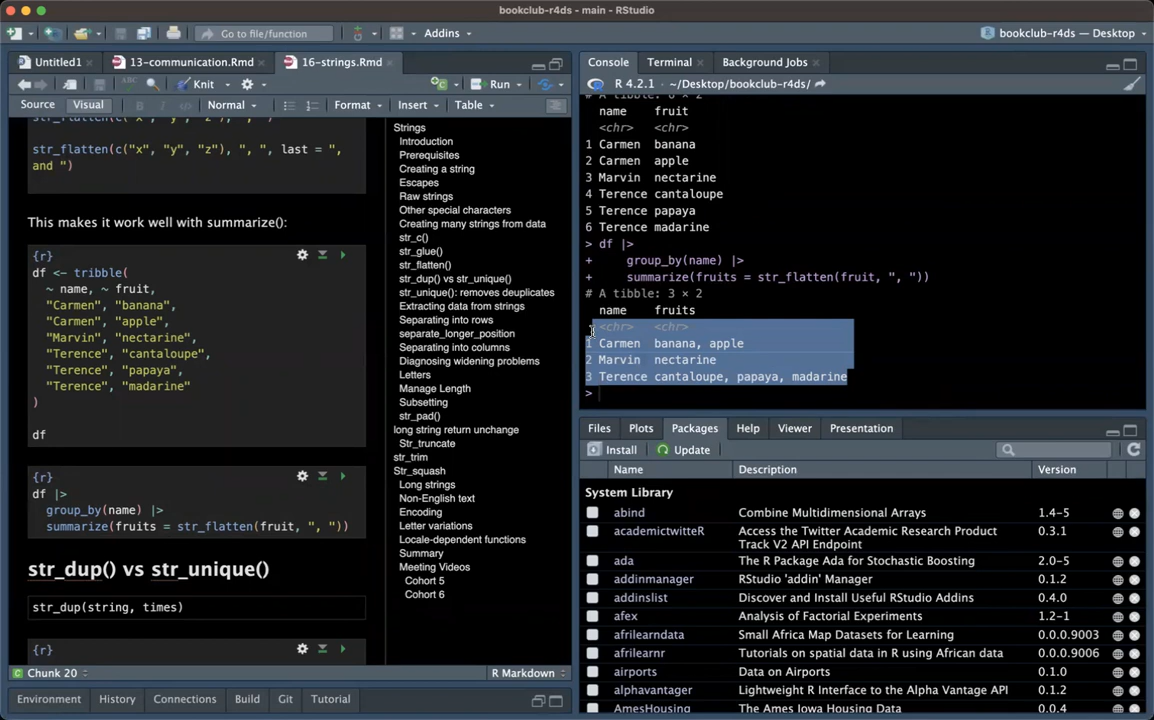 bookclub-r4ds - main - RStudio
Go to file/function
Addins
bookclub-r4ds — Desktop
Untitled1
13-communication.Rmd
16-strings.Rmd
Knit
Run
Source
Visual
B
I
Normal
Format
Insert
Table
str_flatten(c("x", "y", "z"), ", ")
str_flatten(c("x", "y", "z"), ", ", last = ",
and ")
This makes it work well with summarize():
{r}
df <- tribble(
~ name, ~ fruit,
"Carmen", "banana",
"Carmen", "apple",
"Marvin", "nectarine",
"Terence", "cantaloupe",
"Terence", "papaya",
"Terence", "madarine"
)
df
{r}
df |>
group_by(name) |>
summarize(fruits = str_flatten(fruit, ", "))
str_dup() vs str_unique()
str_dup(string, times)
{r}
Strings
Introduction
Prerequisites
Creating a string
Escapes
Raw strings
Other special characters
Creating many strings from data
str_c()
str_glue()
str_flatten()
str_dup() vs str_unique()
str_unique(): removes deuplicates
Extracting data from strings
Separating into rows
separate_longer_position
Separating into columns
Diagnosing widening problems
Letters
Manage Length
Subsetting
str_pad()
long string return unchange
Str_truncate
str_trim
Str_squash
Long strings
Non-English text
Encoding
Letter variations
Locale-dependent functions
Summary
Meeting Videos
Cohort 5
Cohort 6
Chunk 20
R Markdown
Environment
History
Connections
Build
Git
Tutorial
Console
Terminal
Background Jobs
R 4.2.1 · ~/Desktop/bookclub-r4ds/
# A tibble: 6 × 2
name fruit
<chr> <chr>
1 Carmen banana
2 Carmen apple
3 Marvin nectarine
4 Terence cantaloupe
5 Terence papaya
6 Terence madarine
> df |>
+ group_by(name) |>
+ summarize(fruits = str_flatten(fruit, ", "))
# A tibble: 3 × 2
name fruits
<chr> <chr>
1 Carmen banana, apple
2 Marvin nectarine
3 Terence cantaloupe, papaya, madarine
>
Files
Plots
Packages
Help
Viewer
Presentation
Install
Update
Name
Description
Version
System Library
abind Combine Multidimensional Arrays 1.4-5
academictwitteR Access the Twitter Academic Research Product 0.3.1
Track V2 API Endpoint
ada The R Package Ada for Stochastic Boosting 2.0-5
addinmanager RStudio 'addin' Manager 0.1.2
addinslist Discover and Install Useful RStudio Addins 0.4.0
afex Analysis of Factorial Experiments 1.2-1
afrilearndata Small Africa Map Datasets for Learning 0.0.0.9003
afrilearnr Tutorials on spatial data in R using African data 0.0.0.9006
airports Data on Airports 0.1.0
alphavantager Lightweight R Interface to the Alpha Vantage API 0.1.2
AmesHousing The Ames Iowa Housing Data 0.0.4